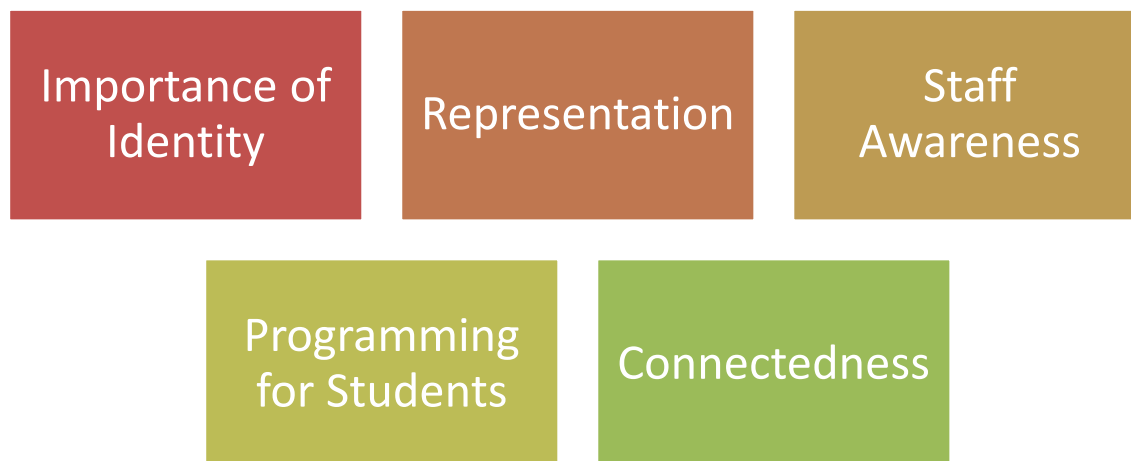 Importance of
Identity
Representation
Staff
Awareness
Programming
for Students
Connectedness